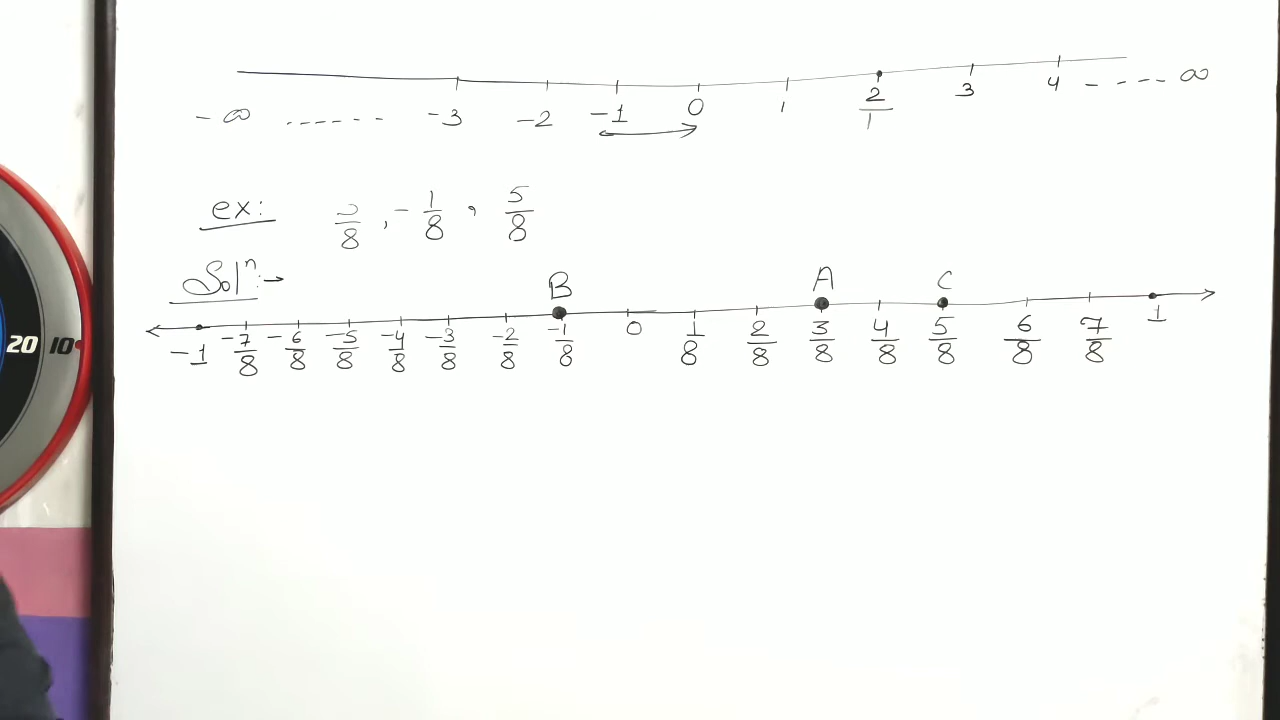 -∞ ...... -3 -2 -1 0 1 2/1 3 4 ---- ∞
ex: 3/8, -1/8, 5/8
Solⁿ:→
B A C
-1 -7/8 -6/8 -5/8 -4/8 -3/8 -2/8 -1/8 0 1/8 2/8 3/8 4/8 5/8 6/8 7/8 1
20 10